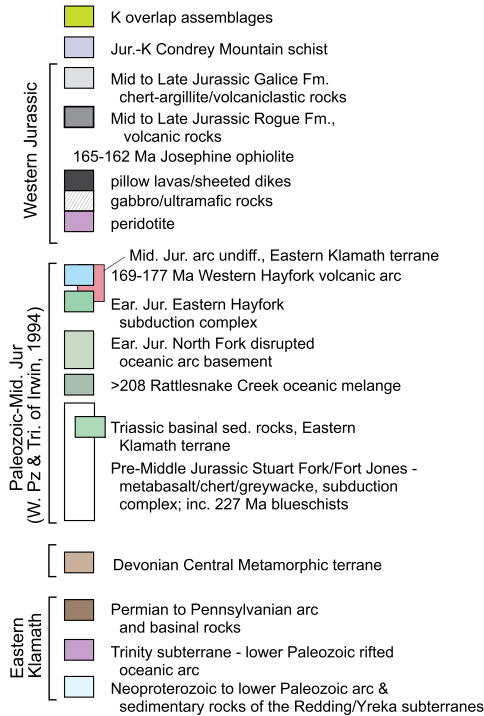 K overlap assemblages
Jur.-K Condrey Mountain schist
Western Jurassic
Mid to Late Jurassic Galice Fm.
chert-argillite/volcaniclastic rocks
Mid to Late Jurassic Rogue Fm.,
volcanic rocks
165-162 Ma Josephine ophiolite
pillow lavas/sheeted dikes
gabbro/ultramafic rocks
peridotite
Paleozoic-Mid. Jur
(W. Pz & Tri. of Irwin, 1994)
Mid. Jur. arc undiff., Eastern Klamath terrane
169-177 Ma Western Hayfork volcanic arc
Ear. Jur. Eastern Hayfork
subduction complex
Ear. Jur. North Fork disrupted
oceanic arc basement
>208 Rattlesnake Creek oceanic melange
Triassic basinal sed. rocks, Eastern
Klamath terrane
Pre-Middle Jurassic Stuart Fork/Fort Jones -
metabasalt/chert/greywacke, subduction
complex; inc. 227 Ma blueschists
Devonian Central Metamorphic terrane
Eastern
Klamath
Permian to Pennsylvanian arc
and basinal rocks
Trinity subterrane - lower Paleozoic rifted
oceanic arc
Neoproterozoic to lower Paleozoic arc &
sedimentary rocks of the Redding/Yreka subterranes